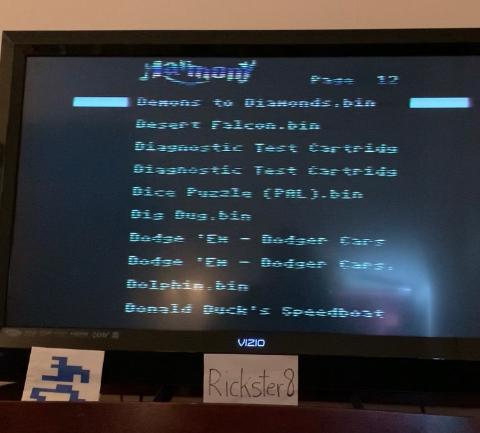 Harmony
Page 12
Demons to Diamonds.bin
Desert Falcon.bin
Diagnostic Test Cartridg
Diagnostic Test Cartridg
Dice Puzzle (PAL).bin
Dig Dug.bin
Dodge 'Em - Dodger Cars
Dodge 'Em - Dodger Cars.
Dolphin.bin
Donald Duck's Speedboat
VIZIO
Rickster8